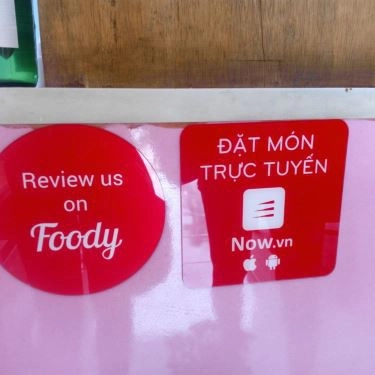 Review us
on
Foody
ĐẶT MÓN
TRỰC TUYẾN
Now.vn